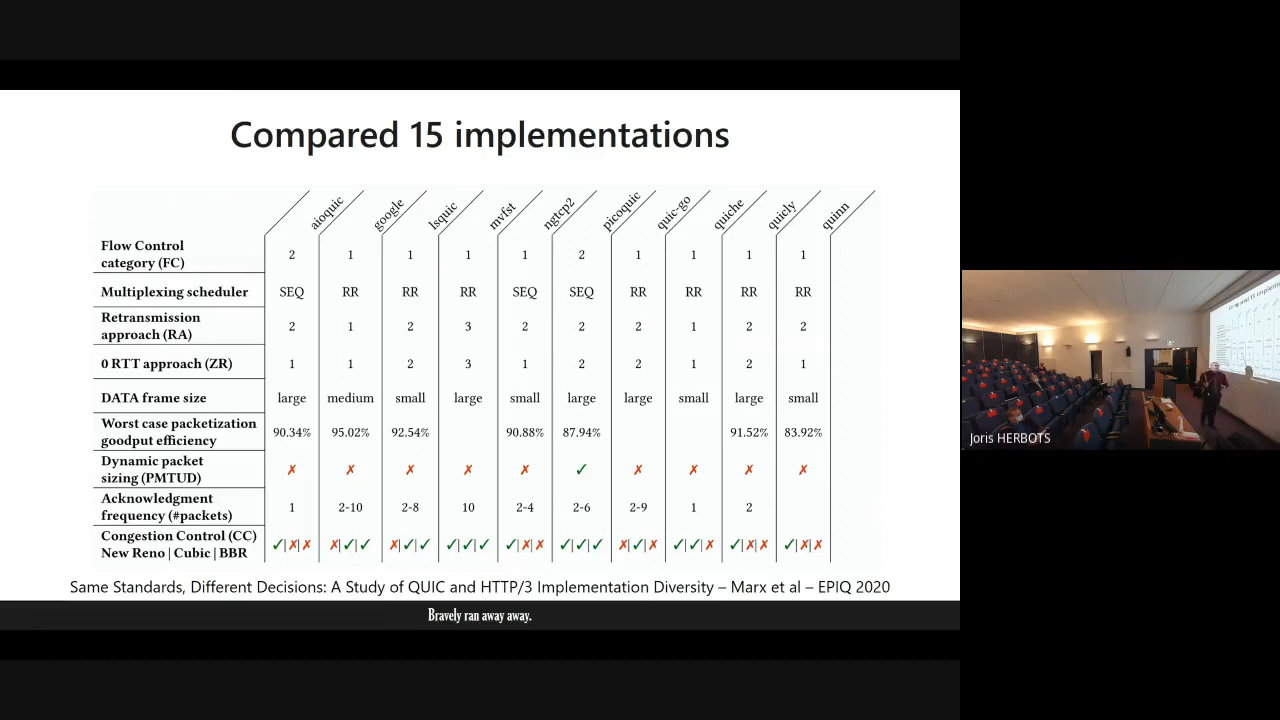 Compared 15 implementations
aioquic google lsquic mvfst ngtcp2 picoquic quic-go quiche quicly quinn
Flow Control
category (FC) 2 1 1 1 1 2 1 1 1 1
Multiplexing scheduler SEQ RR RR RR SEQ SEQ RR RR RR RR
Retransmission
approach (RA) 2 1 2 3 2 2 2 1 2 2
0 RTT approach (ZR) 1 1 2 3 1 2 2 1 2 1
DATA frame size large medium small large small large large small large small
Worst case packetization
goodput efficiency 90.34% 95.02% 92.54% 90.88% 87.94% 91.52% 83.92%
Dynamic packet
sizing (PMTUD) ✗ ✗ ✗ ✗ ✗ ✓ ✗ ✗ ✗ ✗
Acknowledgment
frequency (#packets) 1 2-10 2-8 10 2-4 2-6 2-9 1 2
Congestion Control (CC)
New Reno | Cubic | BBR ✓|✗|✗ ✗|✓|✓ ✗|✓|✓ ✓|✓|✓ ✓|✗|✗ ✓|✓|✓ ✗|✓|✗ ✓|✓|✗ ✓|✗|✗ ✓|✗|✗
Same Standards, Different Decisions: A Study of QUIC and HTTP/3 Implementation Diversity – Marx et al – EPIQ 2020
Bravely ran away away.
Joris HERBOTS